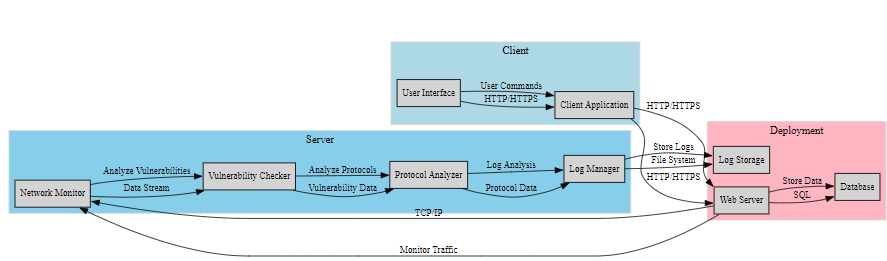 Client
User Interface
User Commands
HTTP/HTTPS
Client Application
HTTP/HTTPS
Deployment
Server
Store Logs
Log Storage
Network Monitor
Analyze Vulnerabilities
Data Stream
Vulnerability Checker
Analyze Protocols
Vulnerability Data
Protocol Analyzer
Log Analysis
Protocol Data
Log Manager
File System
HTTP/HTTPS
Web Server
Store Data
SQL
Database
TCP/IP
Monitor Traffic